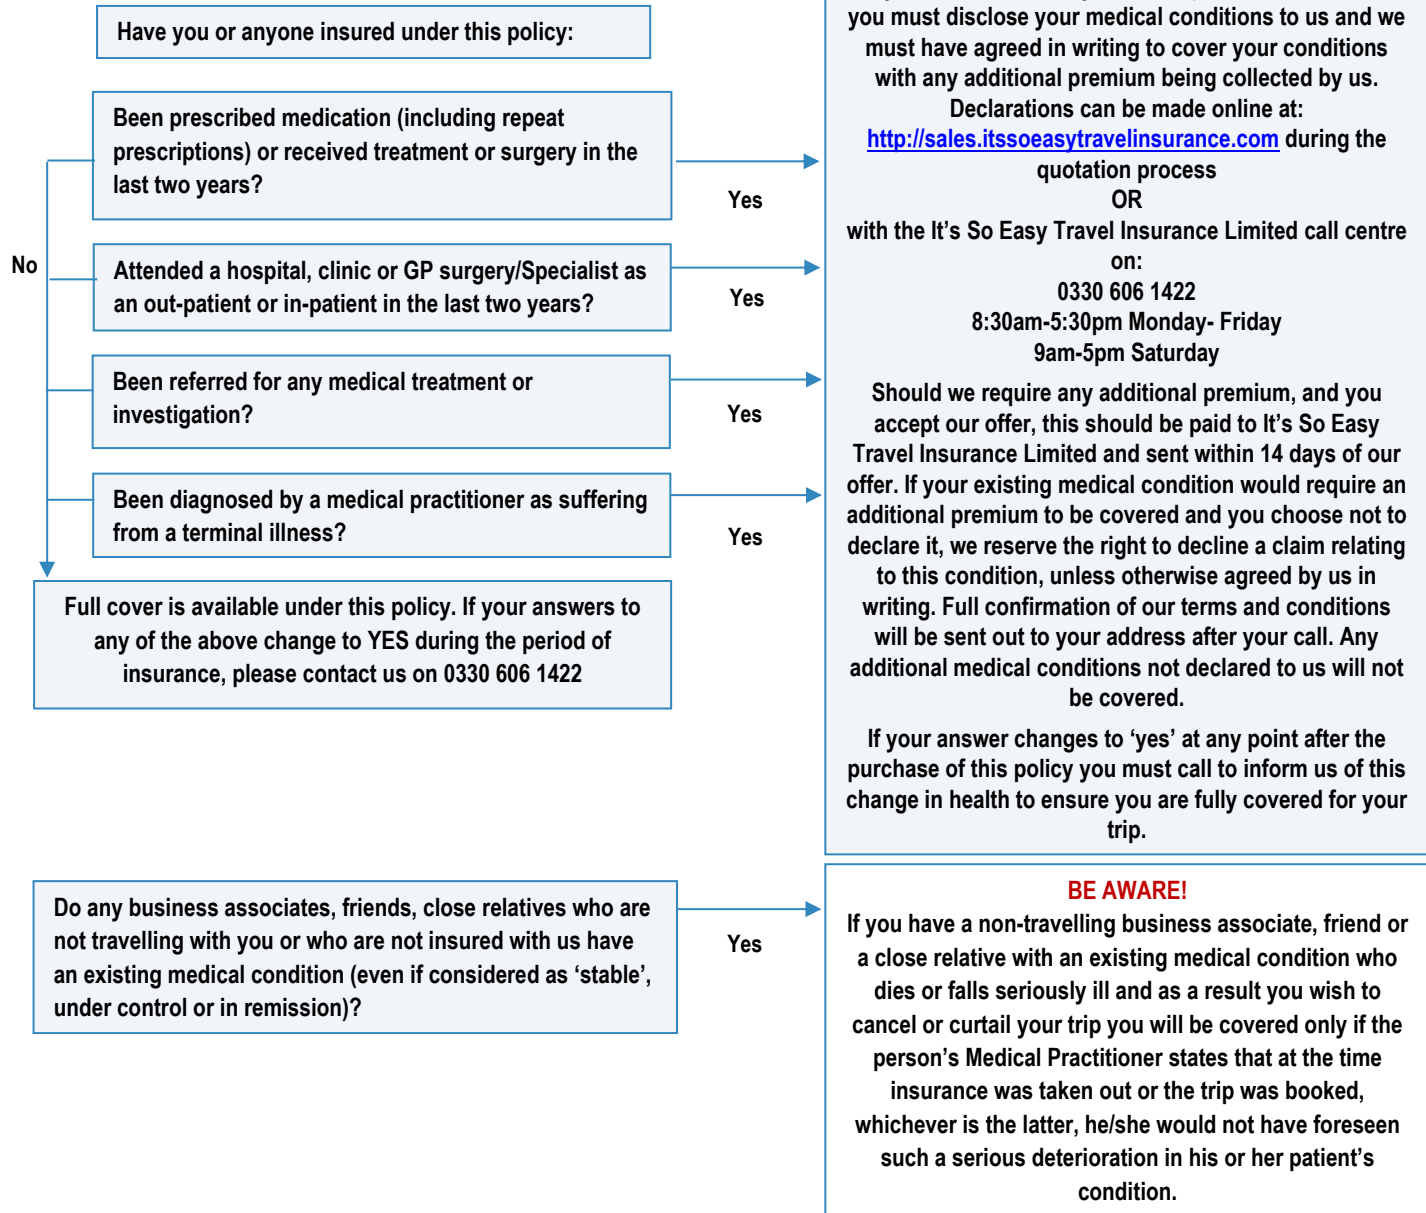 Have you or anyone insured under this policy:
Been prescribed medication (including repeat
prescriptions) or received treatment or surgery in the
last two years?
Yes
No
Attended a hospital, clinic or GP surgery/Specialist as
an out-patient or in-patient in the last two years?
Yes
Been referred for any medical treatment or
investigation?
Yes
Been diagnosed by a medical practitioner as suffering
from a terminal illness?
Yes
Full cover is available under this policy. If your answers to
any of the above change to YES during the period of
insurance, please contact us on 0330 606 1422
you must disclose your medical conditions to us and we
must have agreed in writing to cover your conditions
with any additional premium being collected by us.
Declarations can be made online at:
http://sales.itssoeasytravelinsurance.com during the
quotation process
OR
with the It's So Easy Travel Insurance Limited call centre
on:
0330 606 1422
8:30am-5:30pm Monday- Friday
9am-5pm Saturday
Should we require any additional premium, and you
accept our offer, this should be paid to It's So Easy
Travel Insurance Limited and sent within 14 days of our
offer. If your existing medical condition would require an
additional premium to be covered and you choose not to
declare it, we reserve the right to decline a claim relating
to this condition, unless otherwise agreed by us in
writing. Full confirmation of our terms and conditions
will be sent out to your address after your call. Any
additional medical conditions not declared to us will not
be covered.
If your answer changes to ‘yes’ at any point after the
purchase of this policy you must call to inform us of this
change in health to ensure you are fully covered for your
trip.
Do any business associates, friends, close relatives who are
not travelling with you or who are not insured with us have
an existing medical condition (even if considered as ‘stable’,
under control or in remission)?
Yes
BE AWARE!
If you have a non-travelling business associate, friend or
a close relative with an existing medical condition who
dies or falls seriously ill and as a result you wish to
cancel or curtail your trip you will be covered only if the
person’s Medical Practitioner states that at the time
insurance was taken out or the trip was booked,
whichever is the latter, he/she would not have foreseen
such a serious deterioration in his or her patient’s
condition.